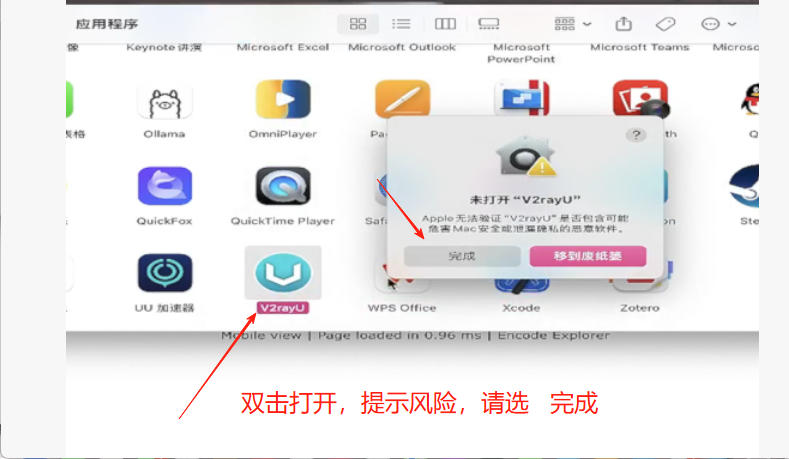 应用程序
像 Keynote 讲演 Microsoft Excel Microsoft Outlook Microsoft PowerPoint Microsoft Teams Micros
表格 Ollama OmniPlayer Pa th Q
QuickFox QuickTime Player Safa on Ste
?
未打开“V2rayU”
Apple 无法验证“V2rayU”是否包含可能
危害 Mac 安全或泄漏隐私的恶意软件。
完成 移到废纸篓
UU 加速器 V2rayU WPS Office Xcode Zotero
Mobile view | Page loaded in 0.96 ms | Encode Explorer
双击打开，提示风险，请选 完成